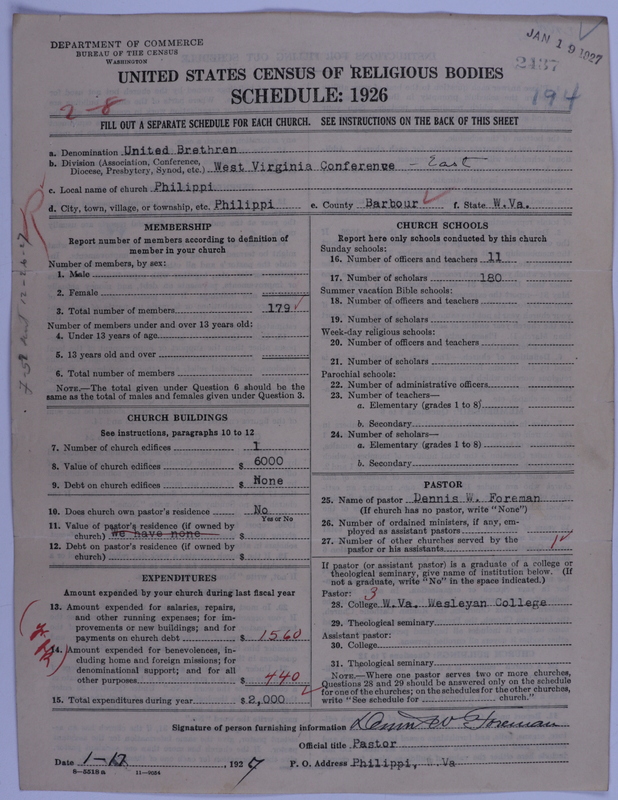 DEPARTMENT OF COMMERCE
BUREAU OF THE CENSUS
WASHINGTON
JAN 19 1927
2437
UNITED STATES CENSUS OF RELIGIOUS BODIES
SCHEDULE: 1926
2-8
194
FILL OUT A SEPARATE SCHEDULE FOR EACH CHURCH. SEE INSTRUCTIONS ON THE BACK OF THIS SHEET
a. Denomination United Brethren
b. Division (Association, Conference, Diocese, Presbytery, Synod, etc.) West Virginia Conference - East
c. Local name of church Philippi
d. City, town, village, or township, etc. Philippi e. County Barbour f. State W.Va.
MEMBERSHIP
Report number of members according to definition of
member in your church
Number of members, by sex:
1. Male
2. Female
3. Total number of members 179
Number of members under and over 13 years old:
4. Under 13 years of age
5. 13 years old and over
6. Total number of members
NOTE.—The total given under Question 6 should be the
same as the total of males and females given under Question 3.
CHURCH BUILDINGS
See instructions, paragraphs 10 to 12
7. Number of church edifices 1
8. Value of church edifices $ 6000
9. Debt on church edifices $ None
10. Does church own pastor's residence No
Yes or No
11. Value of pastor's residence (if owned by
church) we have none $
12. Debt on pastor's residence (if owned by
church) $
EXPENDITURES
Amount expended by your church during last fiscal year
13. Amount expended for salaries, repairs,
and other running expenses; for im-
provements or new buildings; and for
payments on church debt $ 1560
14. Amount expended for benevolences, in-
cluding home and foreign missions; for
denominational support; and for all
other purposes $ 440
15. Total expenditures during year $ 2,000
CHURCH SCHOOLS
Report here only schools conducted by this church
Sunday schools:
16. Number of officers and teachers 11
17. Number of scholars 180
Summer vacation Bible schools:
18. Number of officers and teachers
19. Number of scholars
Week-day religious schools:
20. Number of officers and teachers
21. Number of scholars
Parochial schools:
22. Number of administrative officers
23. Number of teachers—
a. Elementary (grades 1 to 8)
b. Secondary
24. Number of scholars—
a. Elementary (grades 1 to 8)
b. Secondary
PASTOR
25. Name of pastor Dennis W. Foreman
(If church has no pastor, write "None")
26. Number of ordained ministers, if any, em-
ployed as assistant pastors
27. Number of other churches served by the
pastor or his assistants 1
If pastor (or assistant pastor) is a graduate of a college or
theological seminary, give name of institution below. (If
not a graduate, write "No" in the space indicated.)
Pastor: 3
28. College W.Va. Wesleyan College
29. Theological seminary
Assistant pastor:
30. College
31. Theological seminary
NOTE.—Where one pastor serves two or more churches,
Questions 28 and 29 should be answered only on the schedule
for one of the churches; on the schedules for the other churches,
write "See schedule for church."
Signature of person furnishing information Dennis W Foreman
Official title Pastor
Date 1-17 1927 P. O. Address Philippi, W.Va
8-5518a 11-9054